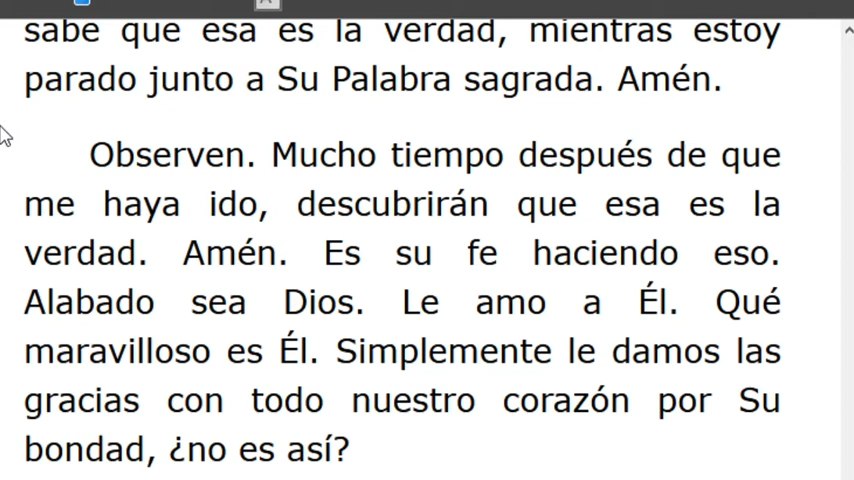 sabe que esa es la verdad, mientras estoy
parado junto a Su Palabra sagrada. Amén.
Observen. Mucho tiempo después de que
me haya ido, descubrirán que esa es la
verdad. Amén. Es su fe haciendo eso.
Alabado sea Dios. Le amo a Él. Qué
maravilloso es Él. Simplemente le damos las
gracias con todo nuestro corazón por Su
bondad, ¿no es así?